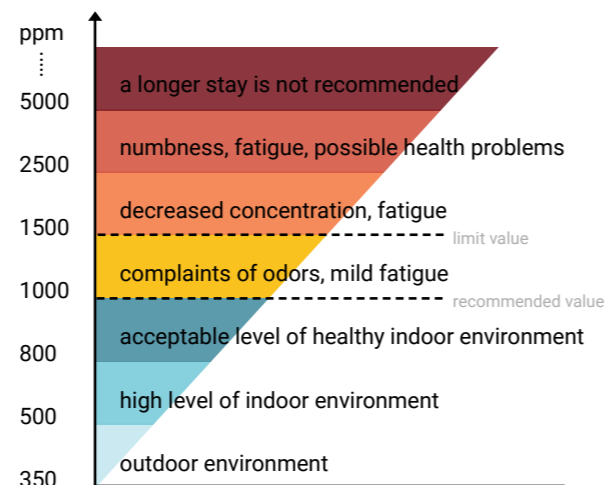 ppm
a longer stay is not recommended
5000
numbness, fatigue, possible health problems
2500
decreased concentration, fatigue
1500
limit value
complaints of odors, mild fatigue
1000
recommended value
acceptable level of healthy indoor environment
800
high level of indoor environment
500
outdoor environment
350